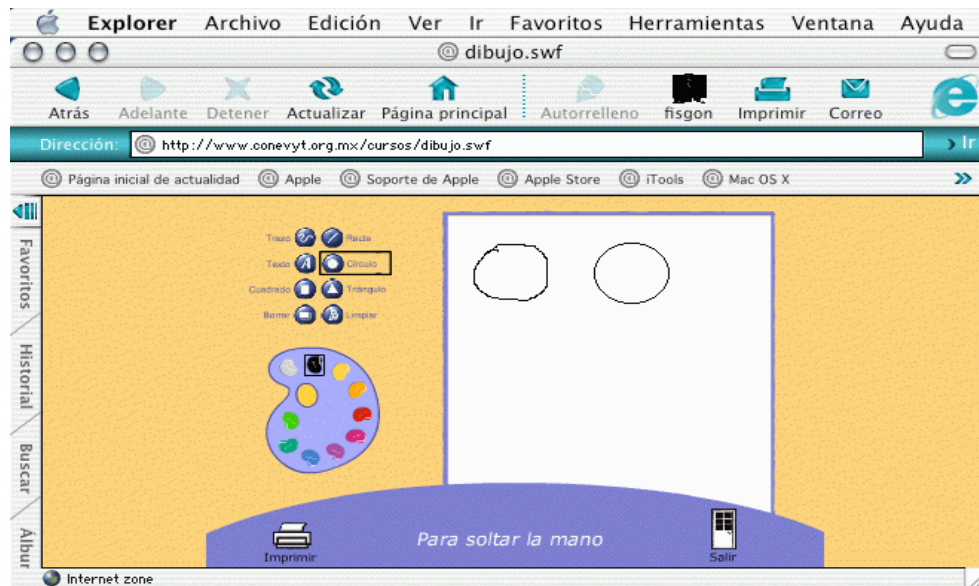 Explorer Archivo Edición Ver Ir Favoritos Herramientas Ventana Ayuda
@ dibujo.swf
Atrás Adelante Detener Actualizar Página principal Autorrelleno fisgon Imprimir Correo
Dirección: @ http://www.conevyt.org.mx/cursos/dibujo.swf Ir
@ Página inicial de actualidad @ Apple @ Soporte de Apple @ Apple Store @ iTools @ Mac OS X
Favoritos
Historial
Buscar
Álbum
Trazo Recta
Texto A Círculo
Cuadrado Triángulo
Borrar Limpiar
Para soltar la mano
Imprimir Salir
Internet zone